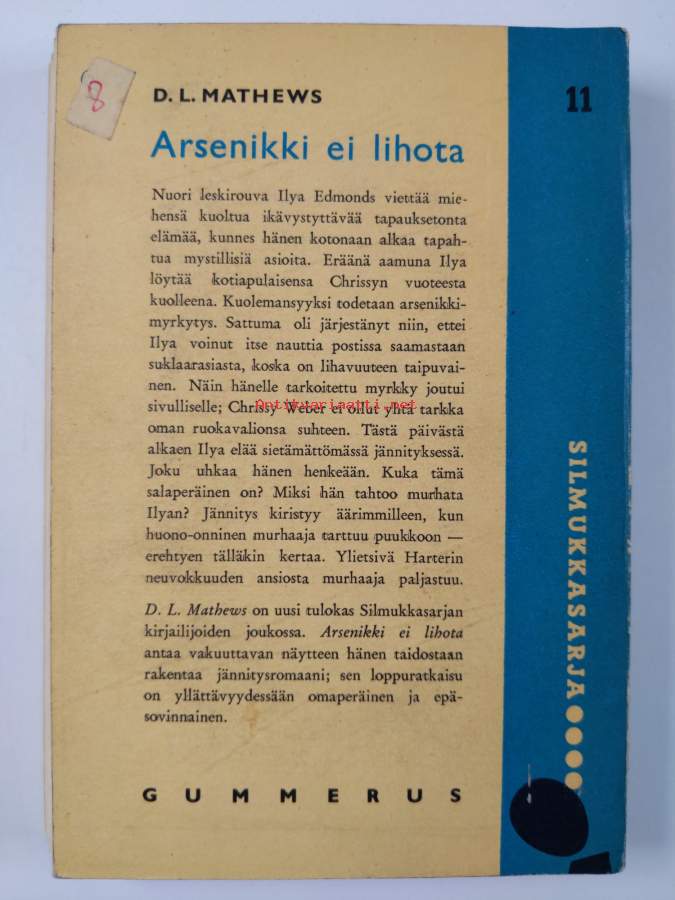 8
D. L. MATHEWS
11
Arsenikki ei lihota
Nuori leskirouva Ilya Edmonds viettää mie-
hensä kuoltua ikävystyttävää tapauksetonta
elämää, kunnes hänen kotonaan alkaa tapah-
tua mystillisiä asioita. Eräänä aamuna Ilya
löytää kotiapulaisensa Chrissyn vuoteesta
kuolleena. Kuolemansyyksi todetaan arsenikki-
myrkytys. Sattuma oli järjestänyt niin, ettei
Ilya voinut itse nauttia postissa saamastaan
suklaarasiasta, koska on lihavuuteen taipuvai-
nen. Näin hänelle tarkoitettu myrkky joutui
Antikvariaatti.net
sivulliselle; Chrissy Weber ei ollut yhtä tarkka
oman ruokavalionsa suhteen. Tästä päivästä
alkaen Ilya elää sietämättömässä jännityksessä.
Joku uhkaa hänen henkeään. Kuka tämä
salaperäinen on? Miksi hän tahtoo murhata
Ilyan? Jännitys kiristyy äärimmilleen, kun
huono-onninen murhaaja tarttuu puukkoon —
erehtyen tälläkin kertaa. Ylietsivä Harterin
neuvokkuuden ansiosta murhaaja paljastuu.
D. L. Mathews on uusi tulokas Silmukkasarjan
kirjailijoiden joukossa. Arsenikki ei lihota
antaa vakuuttavan näytteen hänen taidostaan
rakentaa jännitysromaani; sen loppuratkaisu
on yllättävyydessään omaperäinen ja epä-
sovinnainen.
GUMMERUS
SILMUKKASARJA